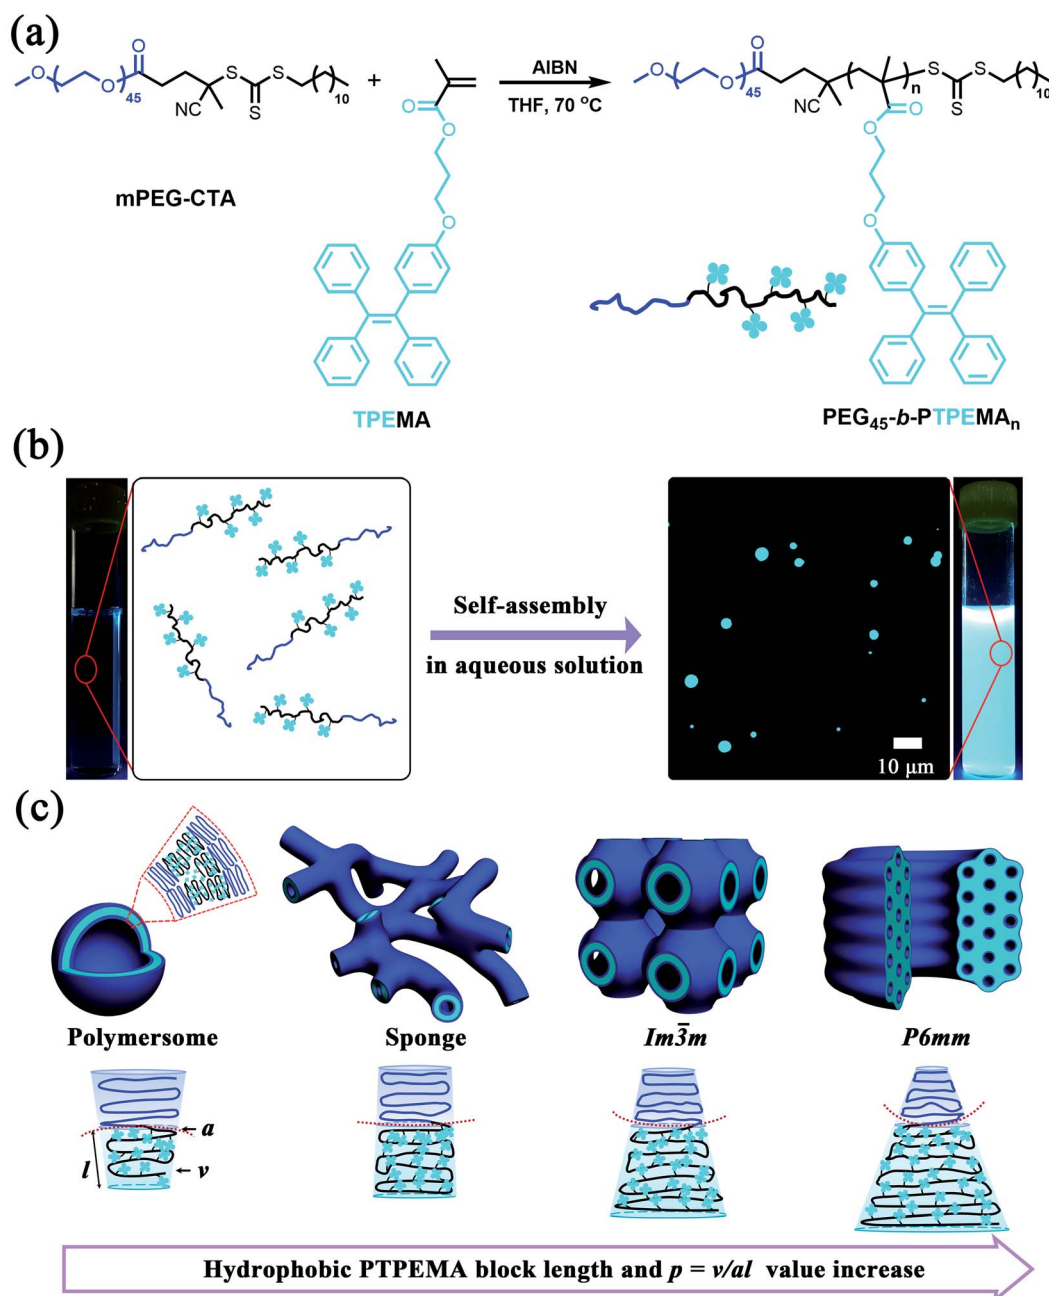 (a)
O
O
O
45
NC
S
S
S
10
+
O
O
O
AIBN
THF, 70 °C
O
O
O
45
NC
n
S
S
S
10
O
O
O
mPEG-CTA
TPEMA
PEG45-b-PTPEMAn
(b)
Self-assembly
in aqueous solution
10 μm
(c)
Polymersome
Sponge
Im3̅m
P6mm
a
l
v
Hydrophobic PTPEMA block length and p = v/al value increase